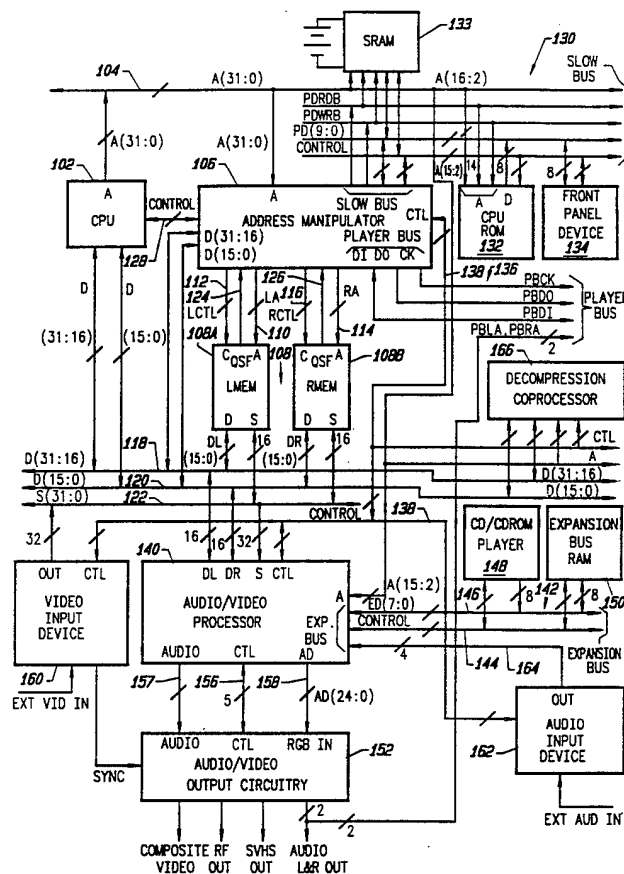 SRAM
133
130
104
A(31:0)
A(16:2)
SLOW
BUS
PDRDB
PDWRB
PD(9:0)
CONTROL
A(31:0)
A(31:0)
102
106
A(15:2)
14
8
8
A
CPU
CONTROL
128
A
SLOW BUS
ADDRESS MANIPULATOR
CTL
PLAYER BUS
D(31:16)
D(15:0)
DI DO CK
A D
CPU
ROM
132
FRONT
PANEL
DEVICE
134
138
136
D
D
112
124
LCTL
LA
110
126
116
RCTL
RA
114
PBCK
PBDO
PBDI
PBLA, PBRA
2
PLAYER
BUS
(31:16)
(15:0)
108A
108
108B
C QSF A
LMEM
D S
C QSF A
RMEM
D S
166
DECOMPRESSION
COPROCESSOR
DL
16
DR
16
(15:0)
(15:0)
118
D(31:16)
120
D(15:0)
122
S(31:0)
CTL
A
D(31:16)
D(15:0)
CONTROL
138
32
16
16
32
140
DL DR S CTL
A
AUDIO/VIDEO
PROCESSOR
EXP.
BUS
AUDIO CTL AD
A(15:2)
ED(7:0)
CONTROL
CD/CDROM
PLAYER
148
EXPANSION
BUS
RAM
150
146
8
142
8
4
144
164
EXPANSION
BUS
OUT CTL
VIDEO
INPUT
DEVICE
160
EXT VID IN
SYNC
157
156
5
158
AD(24:0)
OUT
AUDIO
INPUT
DEVICE
162
EXT AUD IN
AUDIO CTL RGB IN
AUDIO/VIDEO
OUTPUT CIRCUITRY
152
2
2
COMPOSITE
VIDEO
RF
OUT
SVHS
OUT
AUDIO
L&R OUT